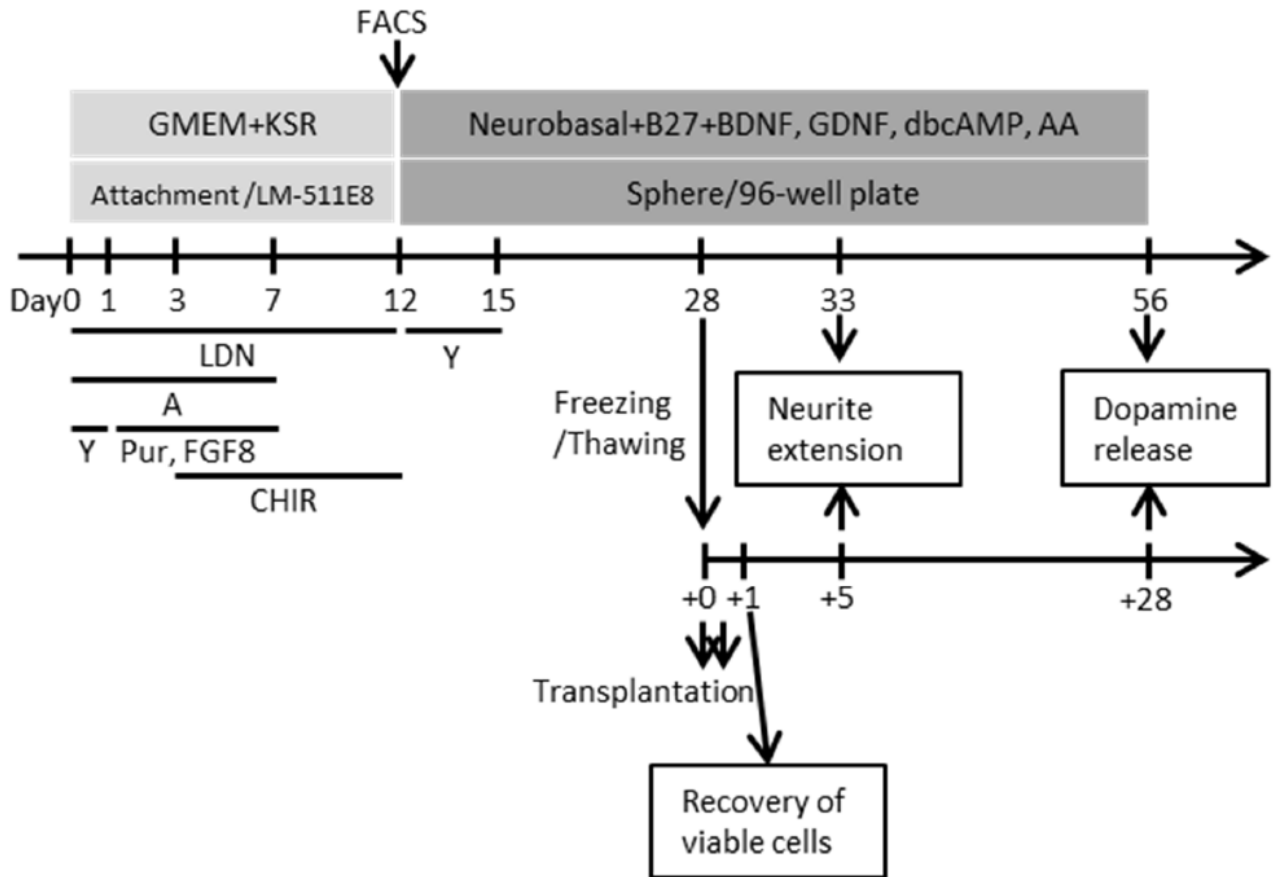 FACS
GMEM+KSR
Neurobasal+B27+BDNF, GDNF, dbcAMP, AA
Attachment/LM-511E8
Sphere/96-well plate
Day0 1 3 7 12 15 28 33 56
LDN
Y
A
Y Pur, FGF8
CHIR
Freezing
/Thawing
Neurite
extension
Dopamine
release
+0 +1 +5 +28
Transplantation
Recovery of
viable cells